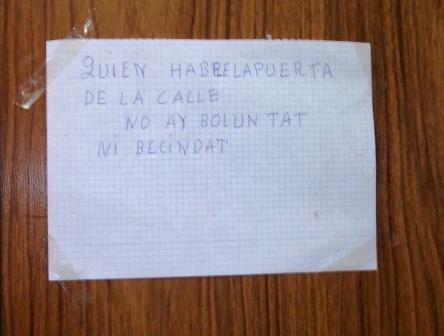 QUIEN HABRELAPUERTA
DE LA CALLE
NO AY BOLUNTAT
NI BECINDAT